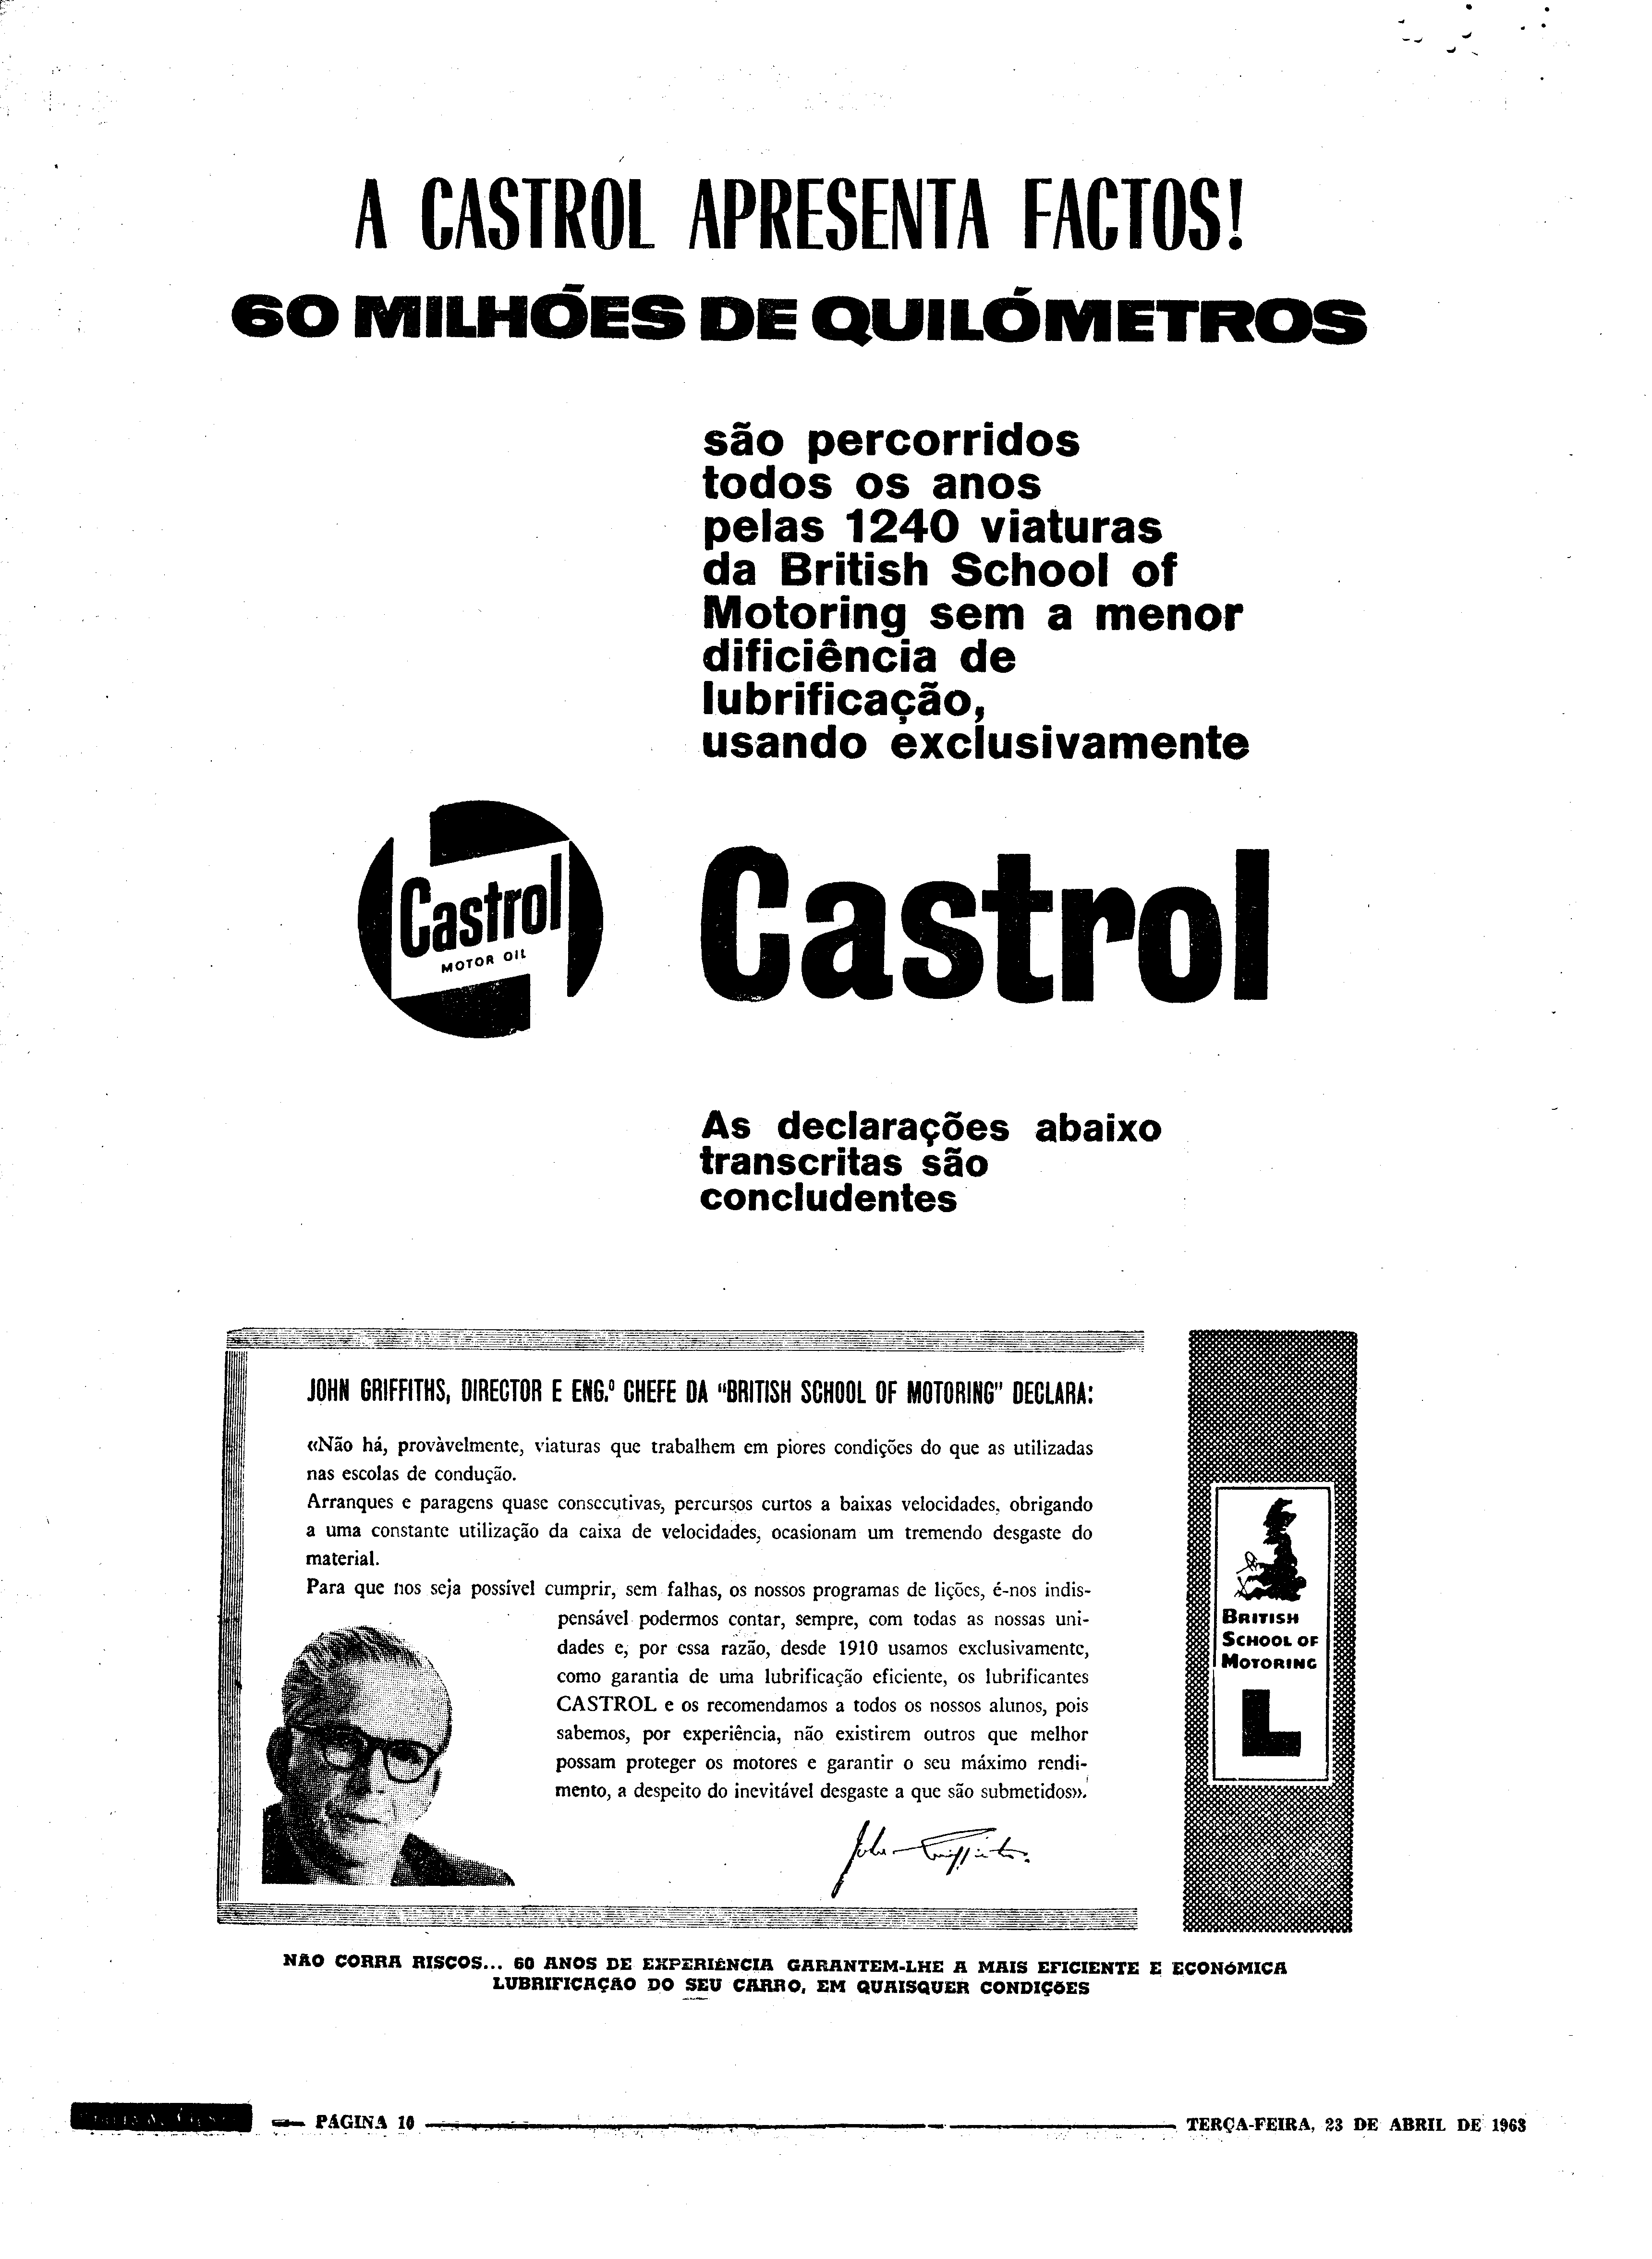 A CASTROL APRESENTA FACTOS!
60 MILHÕES DE QUILÓMETROS
são percorridos
todos os anos
pelas 1240 viaturas
da British School of
Motoring sem a menor
dificiência de
lubrificação,
usando exclusivamente
Castrol
MOTOR OIL
Castrol
As declarações abaixo
transcritas são
concludentes
JOHN GRIFFITHS, DIRECTOR E ENG.º CHEFE DA "BRITISH SCHOOL OF MOTORING" DECLARA:
«Não há, provàvelmente, viaturas que trabalhem em piores condições do que as utilizadas
nas escolas de condução.
Arranques e paragens quase consecutivas, percursos curtos a baixas velocidades, obrigando
a uma constante utilização da caixa de velocidades, ocasionam um tremendo desgaste do
material.
Para que nos seja possível cumprir, sem falhas, os nossos programas de lições, é-nos indis-
pensável podermos contar, sempre, com todas as nossas uni-
dades e, por essa razão, desde 1910 usamos exclusivamente,
como garantia de uma lubrificação eficiente, os lubrificantes
CASTROL e os recomendamos a todos os nossos alunos, pois
sabemos, por experiência, não existirem outros que melhor
possam proteger os motores e garantir o seu máximo rendi-
mento, a despeito do inevitável desgaste a que são submetidos».
John Griffiths
BRITISH
SCHOOL OF
MOTORING
L
NÃO CORRA RISCOS... 60 ANOS DE EXPERIÊNCIA GARANTEM-LHE A MAIS EFICIENTE E ECONÓMICA
LUBRIFICAÇÃO DO SEU CARRO, EM QUAISQUER CONDIÇÕES
PÁGINA 10
TERÇA-FEIRA, 23 DE ABRIL DE 1963